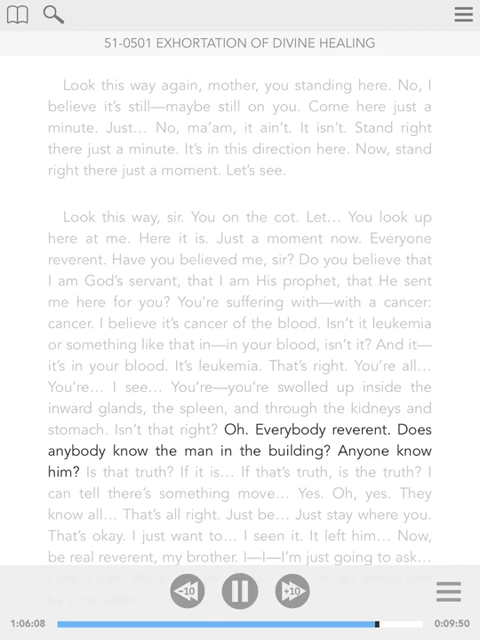 51-0501 EXHORTATION OF DIVINE HEALING
Look this way again, mother, you standing here. No, I
believe it's still—maybe still on you. Come here just a
minute. Just… No, ma'am, it ain't. It isn't. Stand right
there just a minute. It's in this direction here. Now, stand
right there just a moment. Let's see.
Look this way, sir. You on the cot. Let… You look up
here at me. Here it is. Just a moment now. Everyone
reverent. Have you believed me, sir? Do you believe that
I am God's servant, that I am His prophet, that He sent
me here for you? You're suffering with—with a cancer:
cancer. I believe it's cancer of the blood. Isn't it leukemia
or something like that in—in your blood, isn't it? And it—
it's in your blood. It's leukemia. That's right. You're all…
You're… I see… You're—you're swolled up inside the
inward glands, the spleen, and through the kidneys and
stomach. Isn't that right? Oh. Everybody reverent. Does
anybody know the man in the building? Anyone know
him? Is that truth? If it is… If that's truth, is the truth? I
can tell there's something move… Yes. Oh, yes. They
know all… That's all right. Just be… Just stay where you.
That's okay. I just want to… I seen it. It left him… Now,
be real reverent, my brother. I—I—I'm just going to ask…
-10
+10
1:06:08
0:09:50